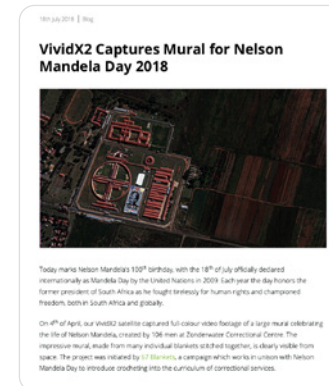 18th July 2018 | Blog
VividX2 Captures Mural for Nelson
Mandela Day 2018
Today marks Nelson Mandela's 100th birthday, with the 18th of July officially declared
internationally as Mandela Day by the United Nations in 2009. Each year the day honors the
former president of South Africa as he fought tirelessly for human rights and championed
freedom, both in South Africa and globally.
On 4th of April, our VividX2 satellite captured full-colour video footage of a large mural celebrating
the life of Nelson Mandela, created by 106 men at Zonderwater Correctional Centre. The
impressive mural, made from many individual blankets stitched together, is clearly visible from
space. The project was initiated by 67 Blankets, a campaign which works in unison with Nelson
Mandela Day to introduce crocheting into the curriculum of correctional services.